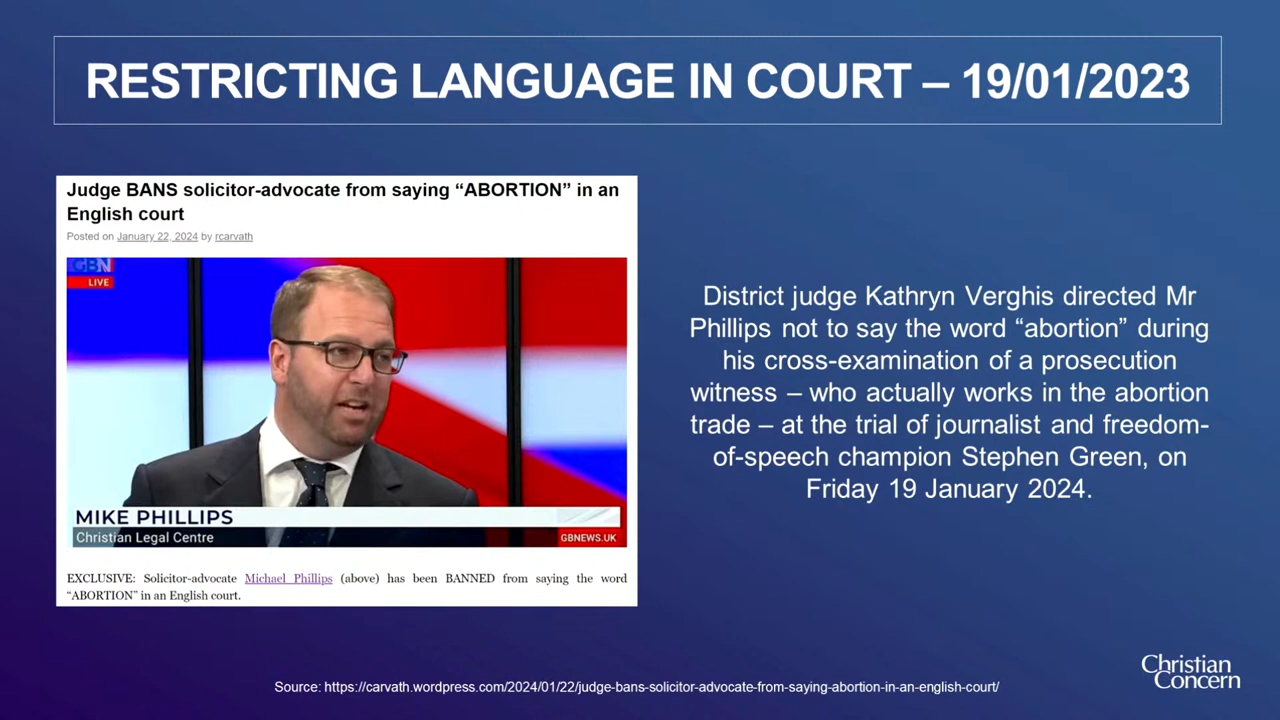 RESTRICTING LANGUAGE IN COURT – 19/01/2023
Judge BANS solicitor-advocate from saying “ABORTION” in an
English court
Posted on January 22, 2024 by rcarvath
GBN
LIVE
MIKE PHILLIPS
Christian Legal Centre
GBNEWS.UK
EXCLUSIVE: Solicitor-advocate Michael Phillips (above) has been BANNED from saying the word
“ABORTION” in an English court.
District judge Kathryn Verghis directed Mr
Phillips not to say the word “abortion” during
his cross-examination of a prosecution
witness – who actually works in the abortion
trade – at the trial of journalist and freedom-
of-speech champion Stephen Green, on
Friday 19 January 2024.
Source: https://carvath.wordpress.com/2024/01/22/judge-bans-solicitor-advocate-from-saying-abortion-in-an-english-court/
Christian
Concern